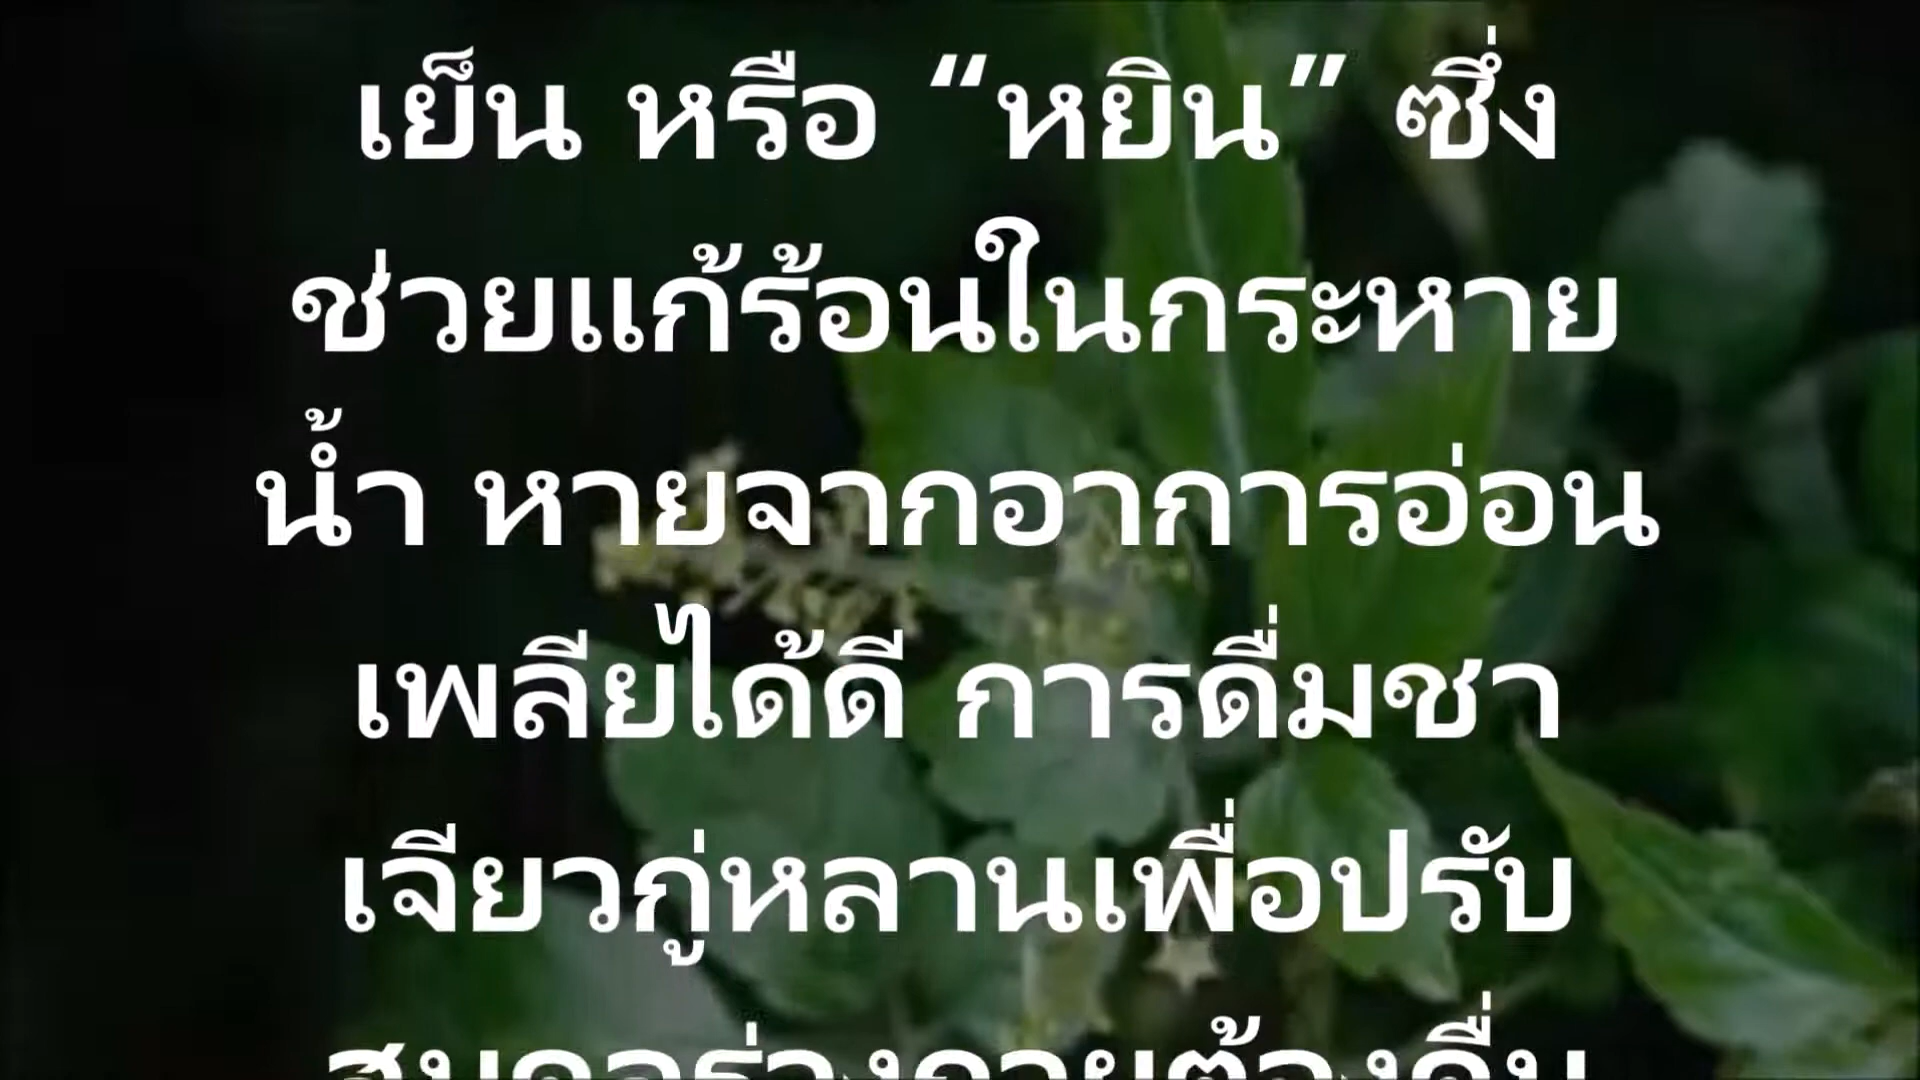 เย็น หรือ “หยิน” ซึ่ง
ช่วยแก้ร้อนในกระหาย
น้ำ หายจากอาการอ่อน
เพลียได้ดี การดื่มชา
เจียวกู่หลานเพื่อปรับ